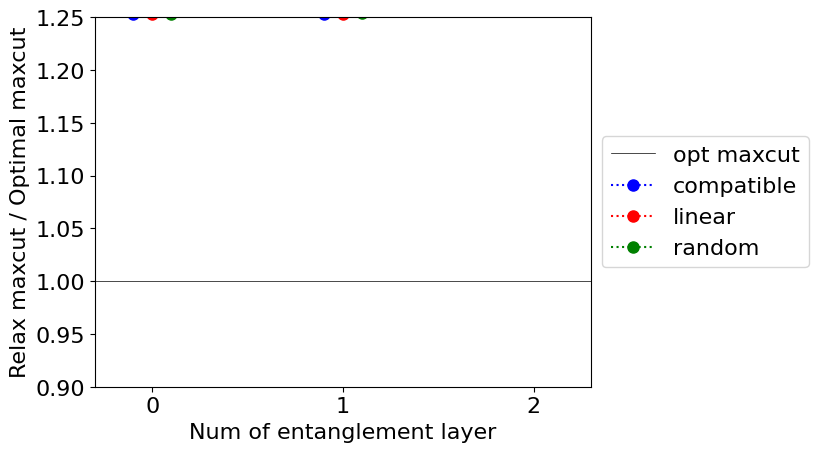 Relax maxcut / Optimal maxcut
1.25
1.20
1.15
1.10
1.05
1.00
0.95
0.90
0
1
2
Num of entanglement layer
opt maxcut
compatible
linear
random